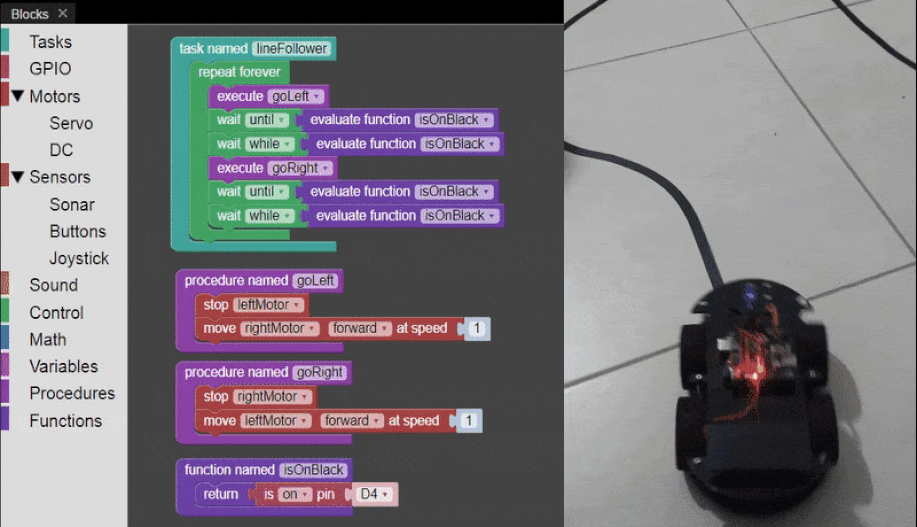 Blocks
Tasks
GPIO
Motors
Servo
DC
Sensors
Sonar
Buttons
Joystick
Sound
Control
Math
Variables
Procedures
Functions
task named lineFollower
repeat forever
execute goLeft
wait until evaluate function isOnBlack
wait while evaluate function isOnBlack
execute goRight
wait until evaluate function isOnBlack
wait while evaluate function isOnBlack
procedure named goLeft
stop leftMotor
move rightMotor forward at speed 1
procedure named goRight
stop rightMotor
move leftMotor forward at speed 1
function named isOnBlack
return is on pin D4